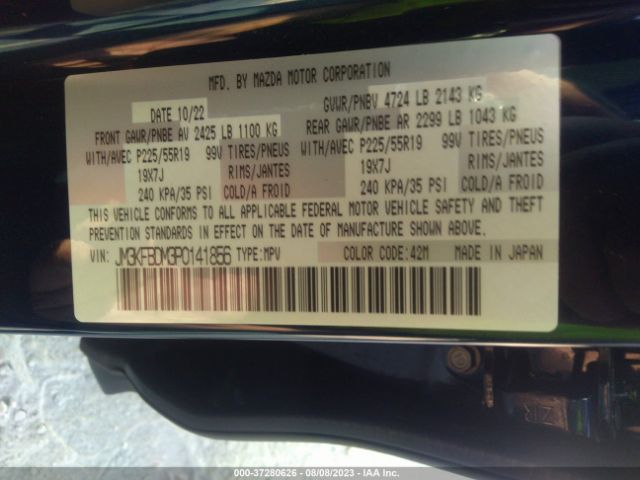 MFD. BY MAZDA MOTOR CORPORATION
DATE 10/22 GVWR/PNBV 4724 LB 2143 KG
FRONT GAWR/PNBE AV 2425 LB 1100 KG REAR GAWR/PNBE AR 2299 LB 1043 KG
WITH/AVEC P225/55R19 99V TIRES/PNEUS WITH/AVEC P225/55R19 99V TIRES/PNEUS
19X7J RIMS/JANTES 19X7J RIMS/JANTES
240 KPA/35 PSI COLD/A FROID 240 KPA/35 PSI COLD/A FROID
THIS VEHICLE CONFORMS TO ALL APPLICABLE FEDERAL MOTOR VEHICLE SAFETY AND THEFT
PREVENTION STANDARDS IN EFFECT ON THE DATE OF MANUFACTURE SHOWN ABOVE.
VIN: JM3KFBDM3P0141856 TYPE:MPV COLOR CODE:42M MADE IN JAPAN
000-37280626 - 08/08/2023 - IAA Inc.